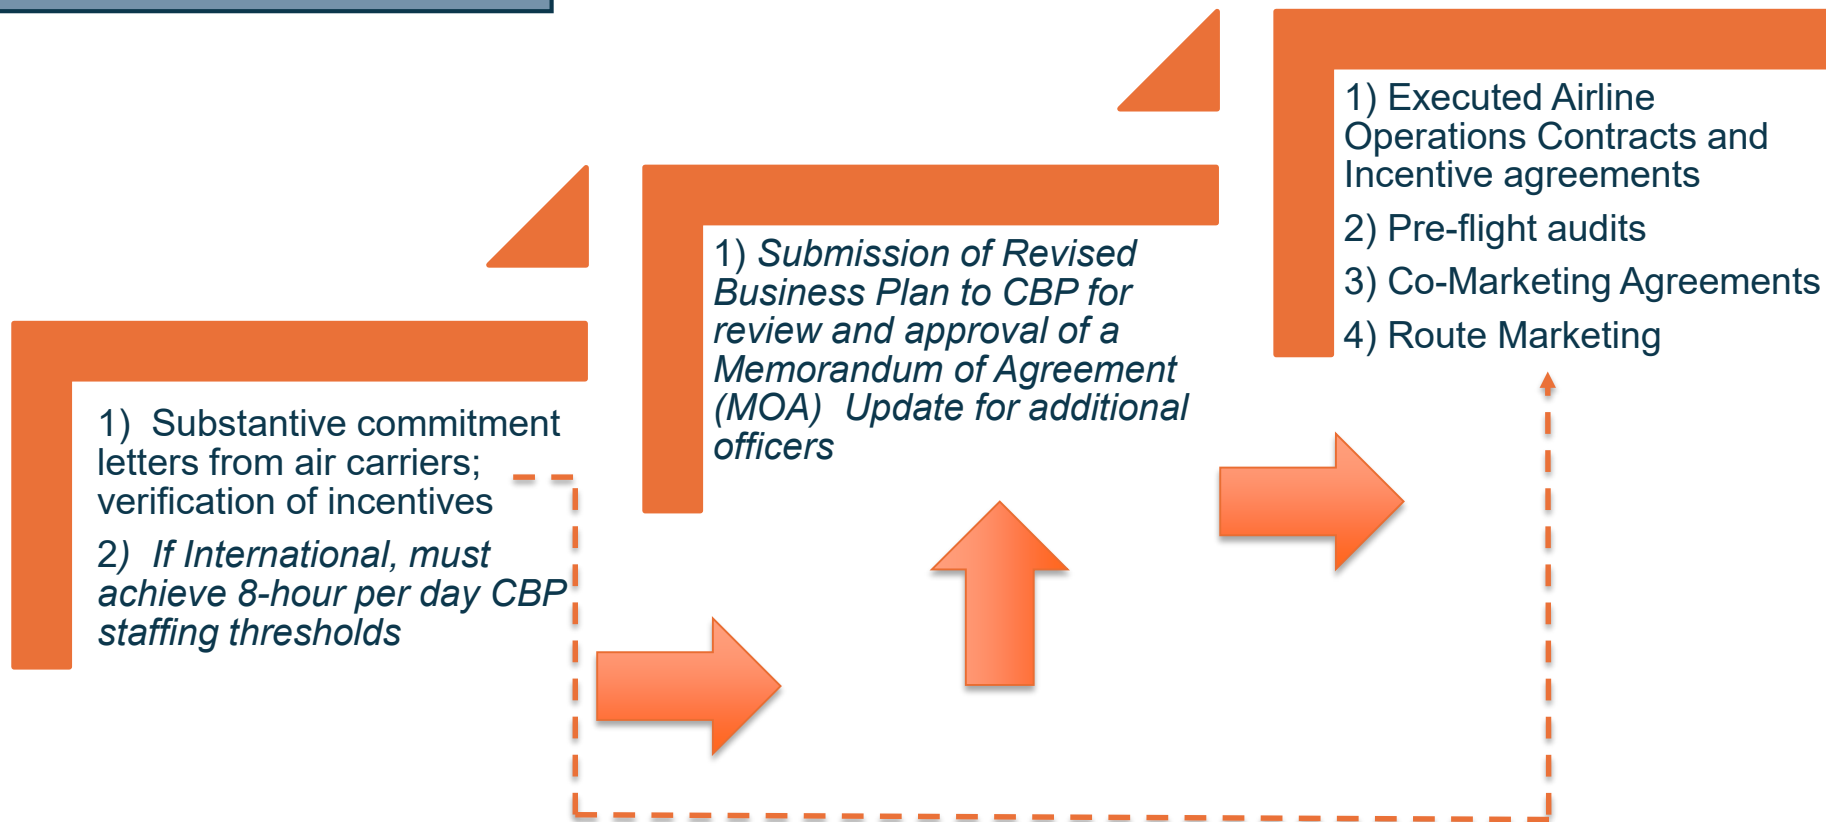 1)  Substantive commitment
letters from air carriers;
verification of incentives
2)  If International, must
achieve 8-hour per day CBP
staffing thresholds
1) Submission of Revised
Business Plan to CBP for
review and approval of a
Memorandum of Agreement
(MOA)  Update for additional
officers
1) Executed Airline
Operations Contracts and
Incentive agreements
2) Pre-flight audits
3) Co-Marketing Agreements
4) Route Marketing